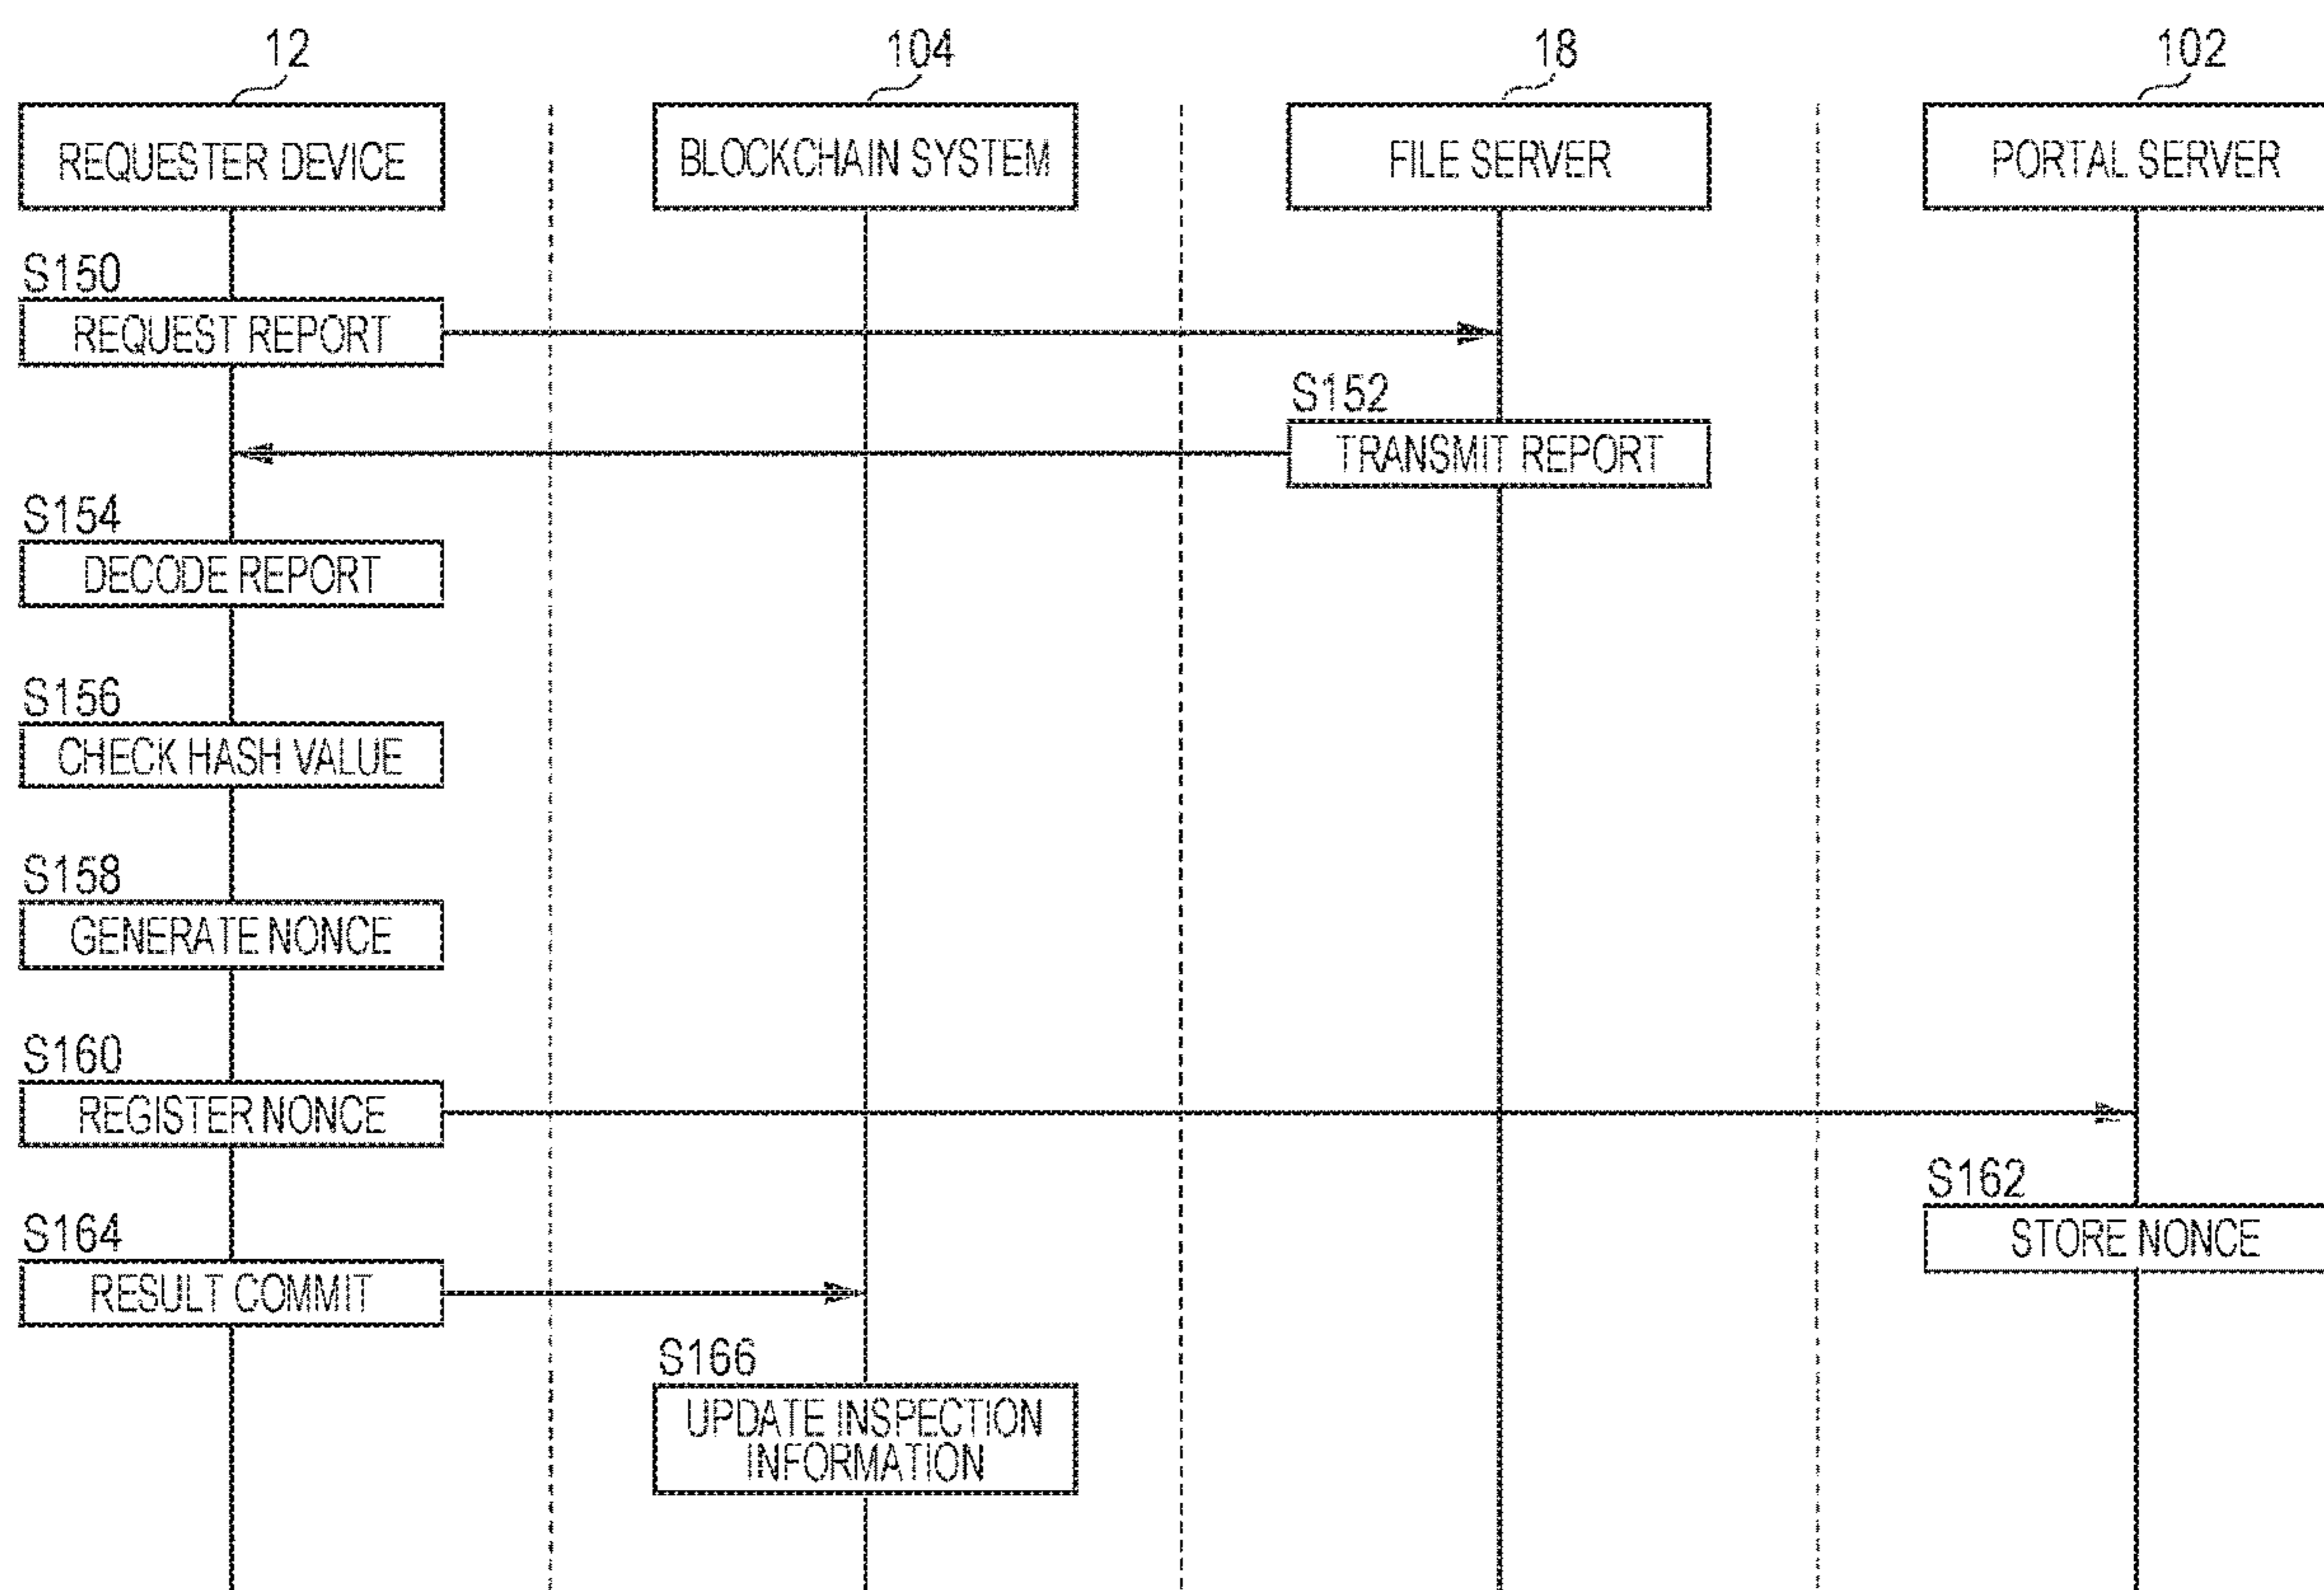 12
104
18
102
REQUESTER DEVICE
BLOCKCHAIN SYSTEM
FILE SERVER
PORTAL SERVER
S150
REQUEST REPORT
S152
TRANSMIT REPORT
S154
DECODE REPORT
S156
CHECK HASH VALUE
S158
GENERATE NONCE
S160
REGISTER NONCE
S162
STORE NONCE
S164
RESULT COMMIT
S166
UPDATE INSPECTION
INFORMATION